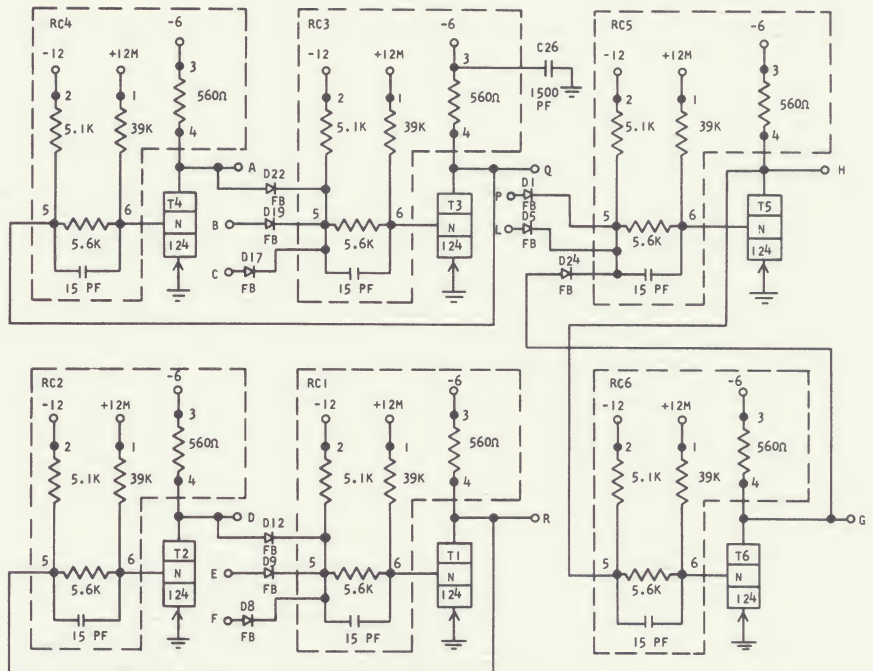 RC4
-6
-12
+12M
3
2
1
560Ω
5.1K
39K
4
A
T4
N
124
5
6
5.6K
15 PF
RC3
-6
-12
+12M
3
C26
1500
PF
2
1
560Ω
5.1K
39K
4
Q
D22
FB
B
D19
FB
C
D17
FB
T3
N
124
5
6
5.6K
15 PF
RC5
-6
-12
+12M
3
2
1
560Ω
5.1K
39K
4
H
P
D1
FB
L
D5
FB
D24
FB
T5
N
124
5
6
5.6K
15 PF
RC2
-6
-12
+12M
3
2
1
560Ω
5.1K
39K
4
D
T2
N
124
5
6
5.6K
15 PF
RC1
-6
-12
+12M
3
2
1
560Ω
5.1K
39K
4
R
D12
FB
E
D9
FB
F
D8
FB
T1
N
124
5
6
5.6K
15 PF
RC6
-6
-12
+12M
3
2
1
560Ω
5.1K
39K
4
G
T6
N
124
5
6
5.6K
15 PF